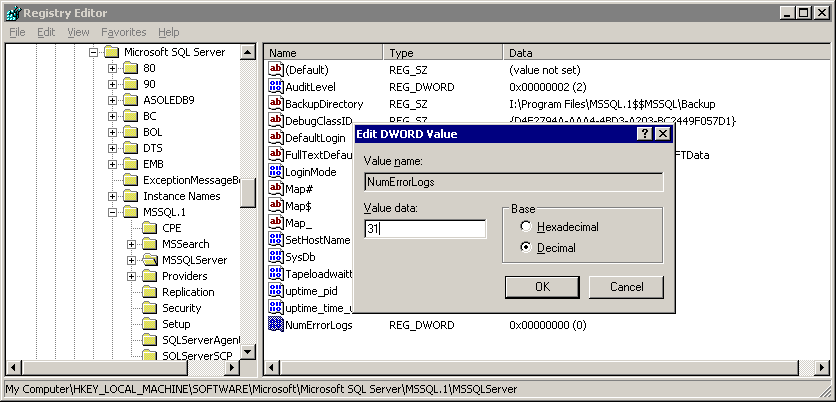 Registry Editor
File Edit View Favorites Help
Microsoft SQL Server
80
90
ASOLEDB9
BC
BOL
DTS
EMB
ExceptionMessageBo
Instance Names
MSSQL.1
CPE
MSSearch
MSSQLServer
Providers
Replication
Security
Setup
SQLServerAgent
SQLServerSCP
Name Type Data
(Default) REG_SZ (value not set)
AuditLevel REG_DWORD 0x00000002 (2)
BackupDirectory REG_SZ I:\Program Files\MSSQL.1$$MSSQL\Backup
DebugClassID REG_SZ {D4F2794A-AAA4-4BD3-A203-BC2449F057D1}
DefaultLogin
FullTextDefau FTData
LoginMode
Map#
Map$
Map_
SetHostName
SysDb
Tapeloadwaitt
uptime_pid
uptime_time_u
NumErrorLogs REG_DWORD 0x00000000 (0)
Edit DWORD Value
Value name:
NumErrorLogs
Value data:
31
Base
Hexadecimal
Decimal
OK Cancel
My Computer\HKEY_LOCAL_MACHINE\SOFTWARE\Microsoft\Microsoft SQL Server\MSSQL.1\MSSQLServer